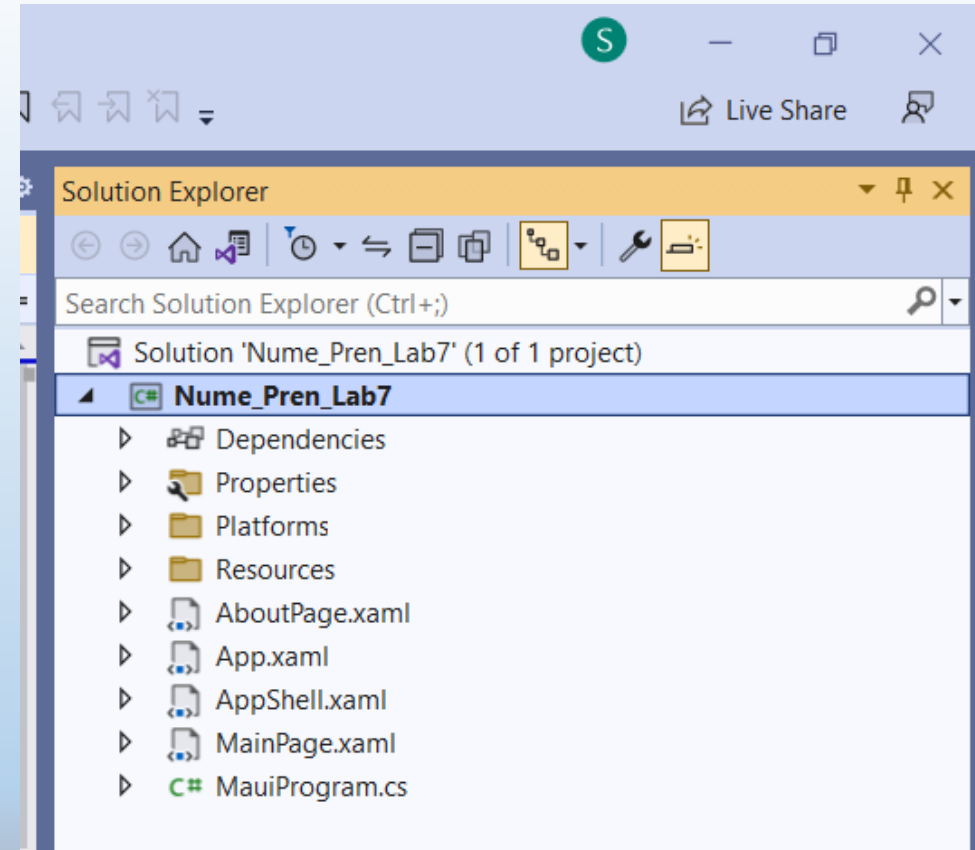 S
Live Share
Solution Explorer
Search Solution Explorer (Ctrl+;)
Solution 'Nume_Pren_Lab7' (1 of 1 project)
C# Nume_Pren_Lab7
Dependencies
Properties
Platforms
Resources
AboutPage.xaml
App.xaml
AppShell.xaml
MainPage.xaml
C# MauiProgram.cs